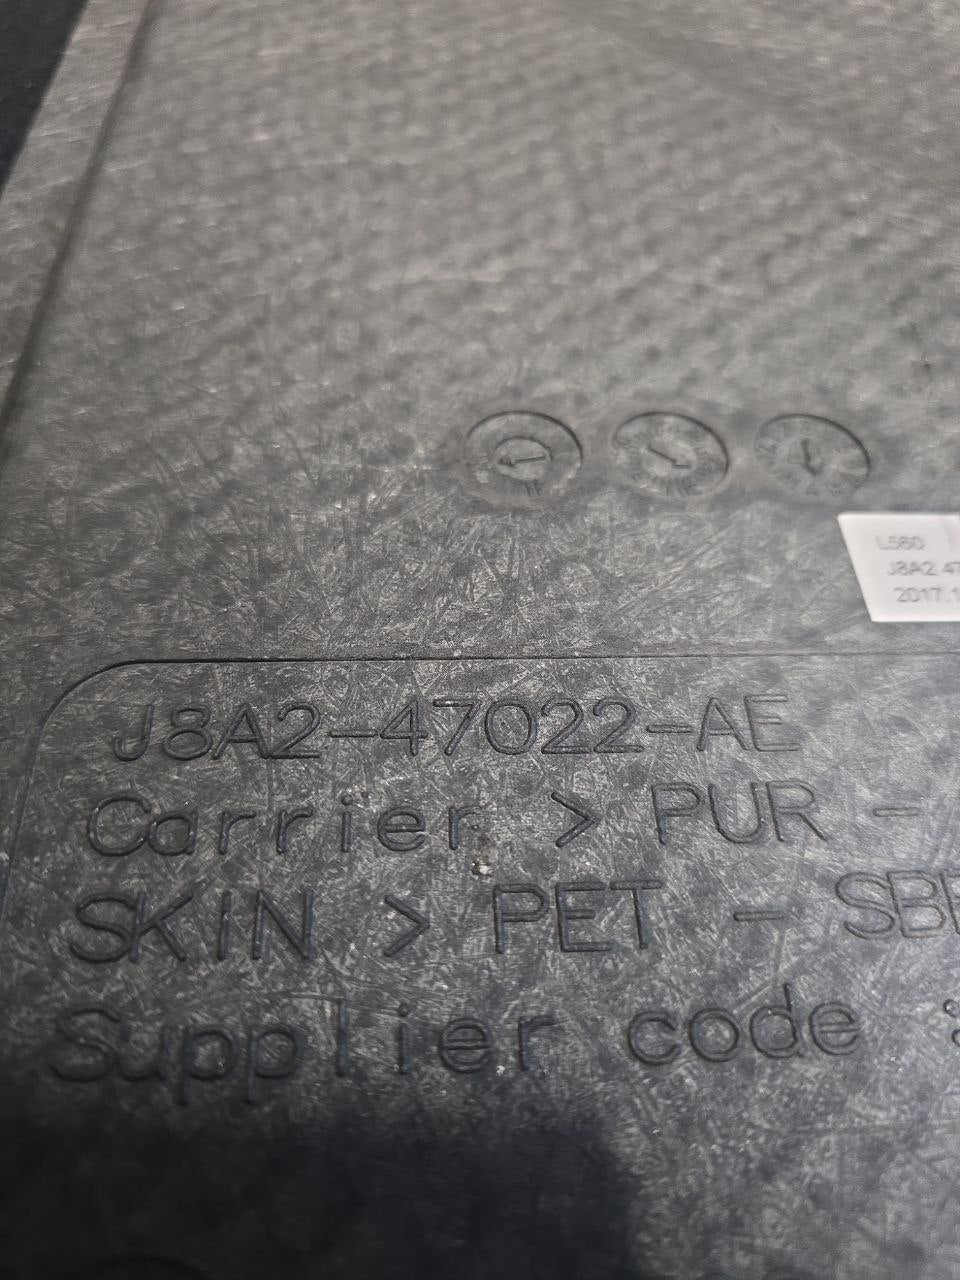 L560
J8A2 47
2017.1
J8A2-47022-AE
Carrier > PUR -
SKIN > PET - SB
Supplier code :